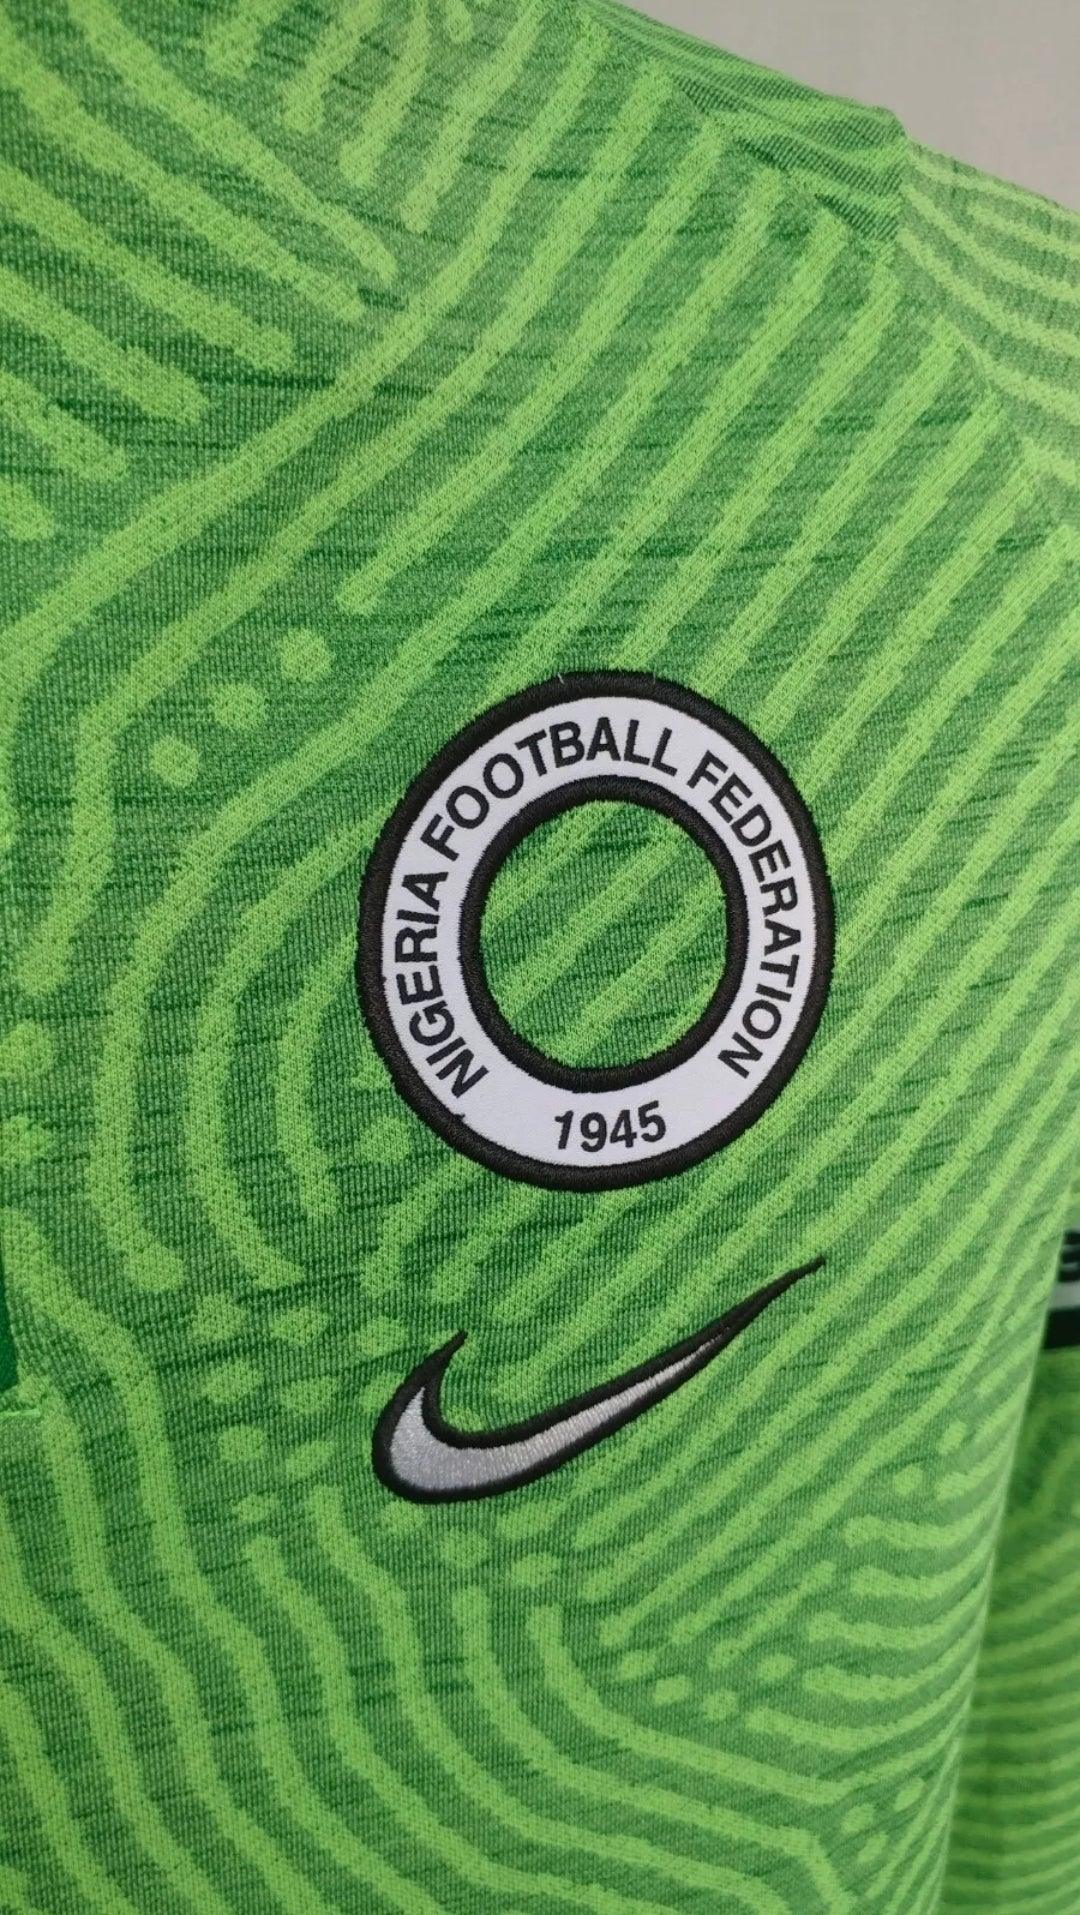 NIGERIA FOOTBALL FEDERATION
1945